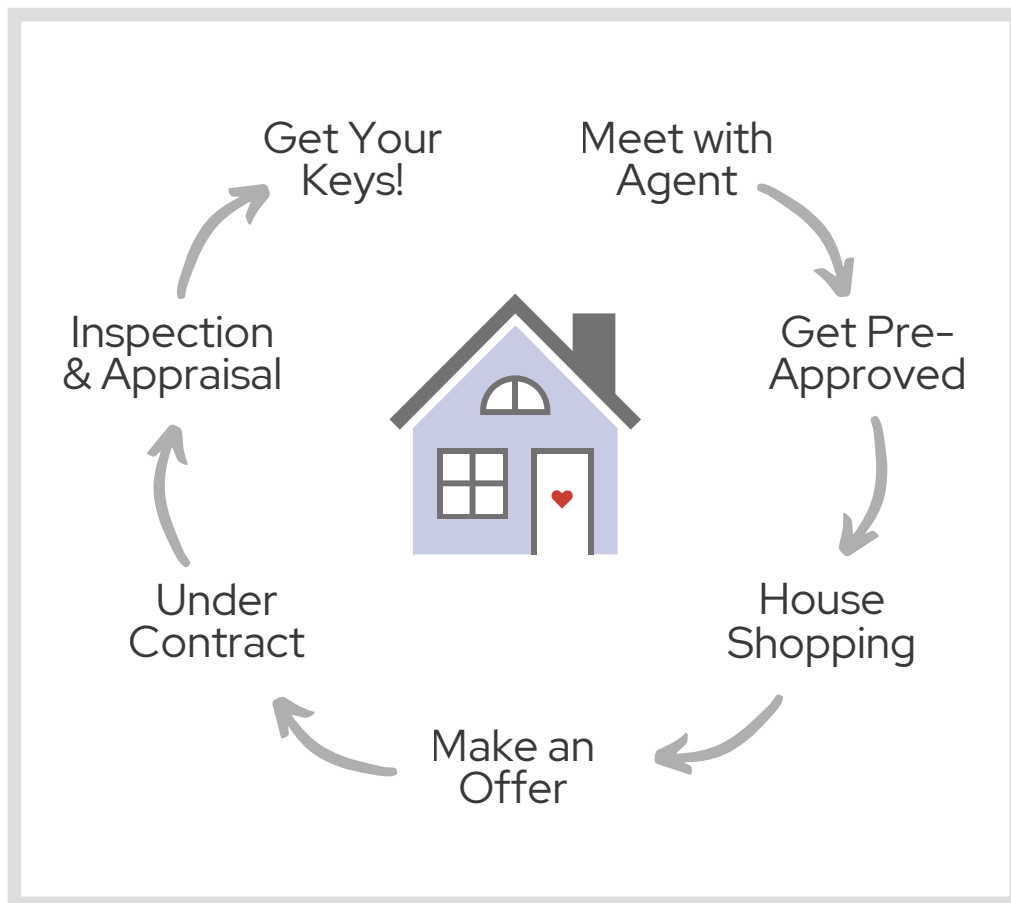 Meet with
Agent
Get Pre-
Approved
House
Shopping
Make an
Offer
Under
Contract
Inspection
& Appraisal
Get Your
Keys!